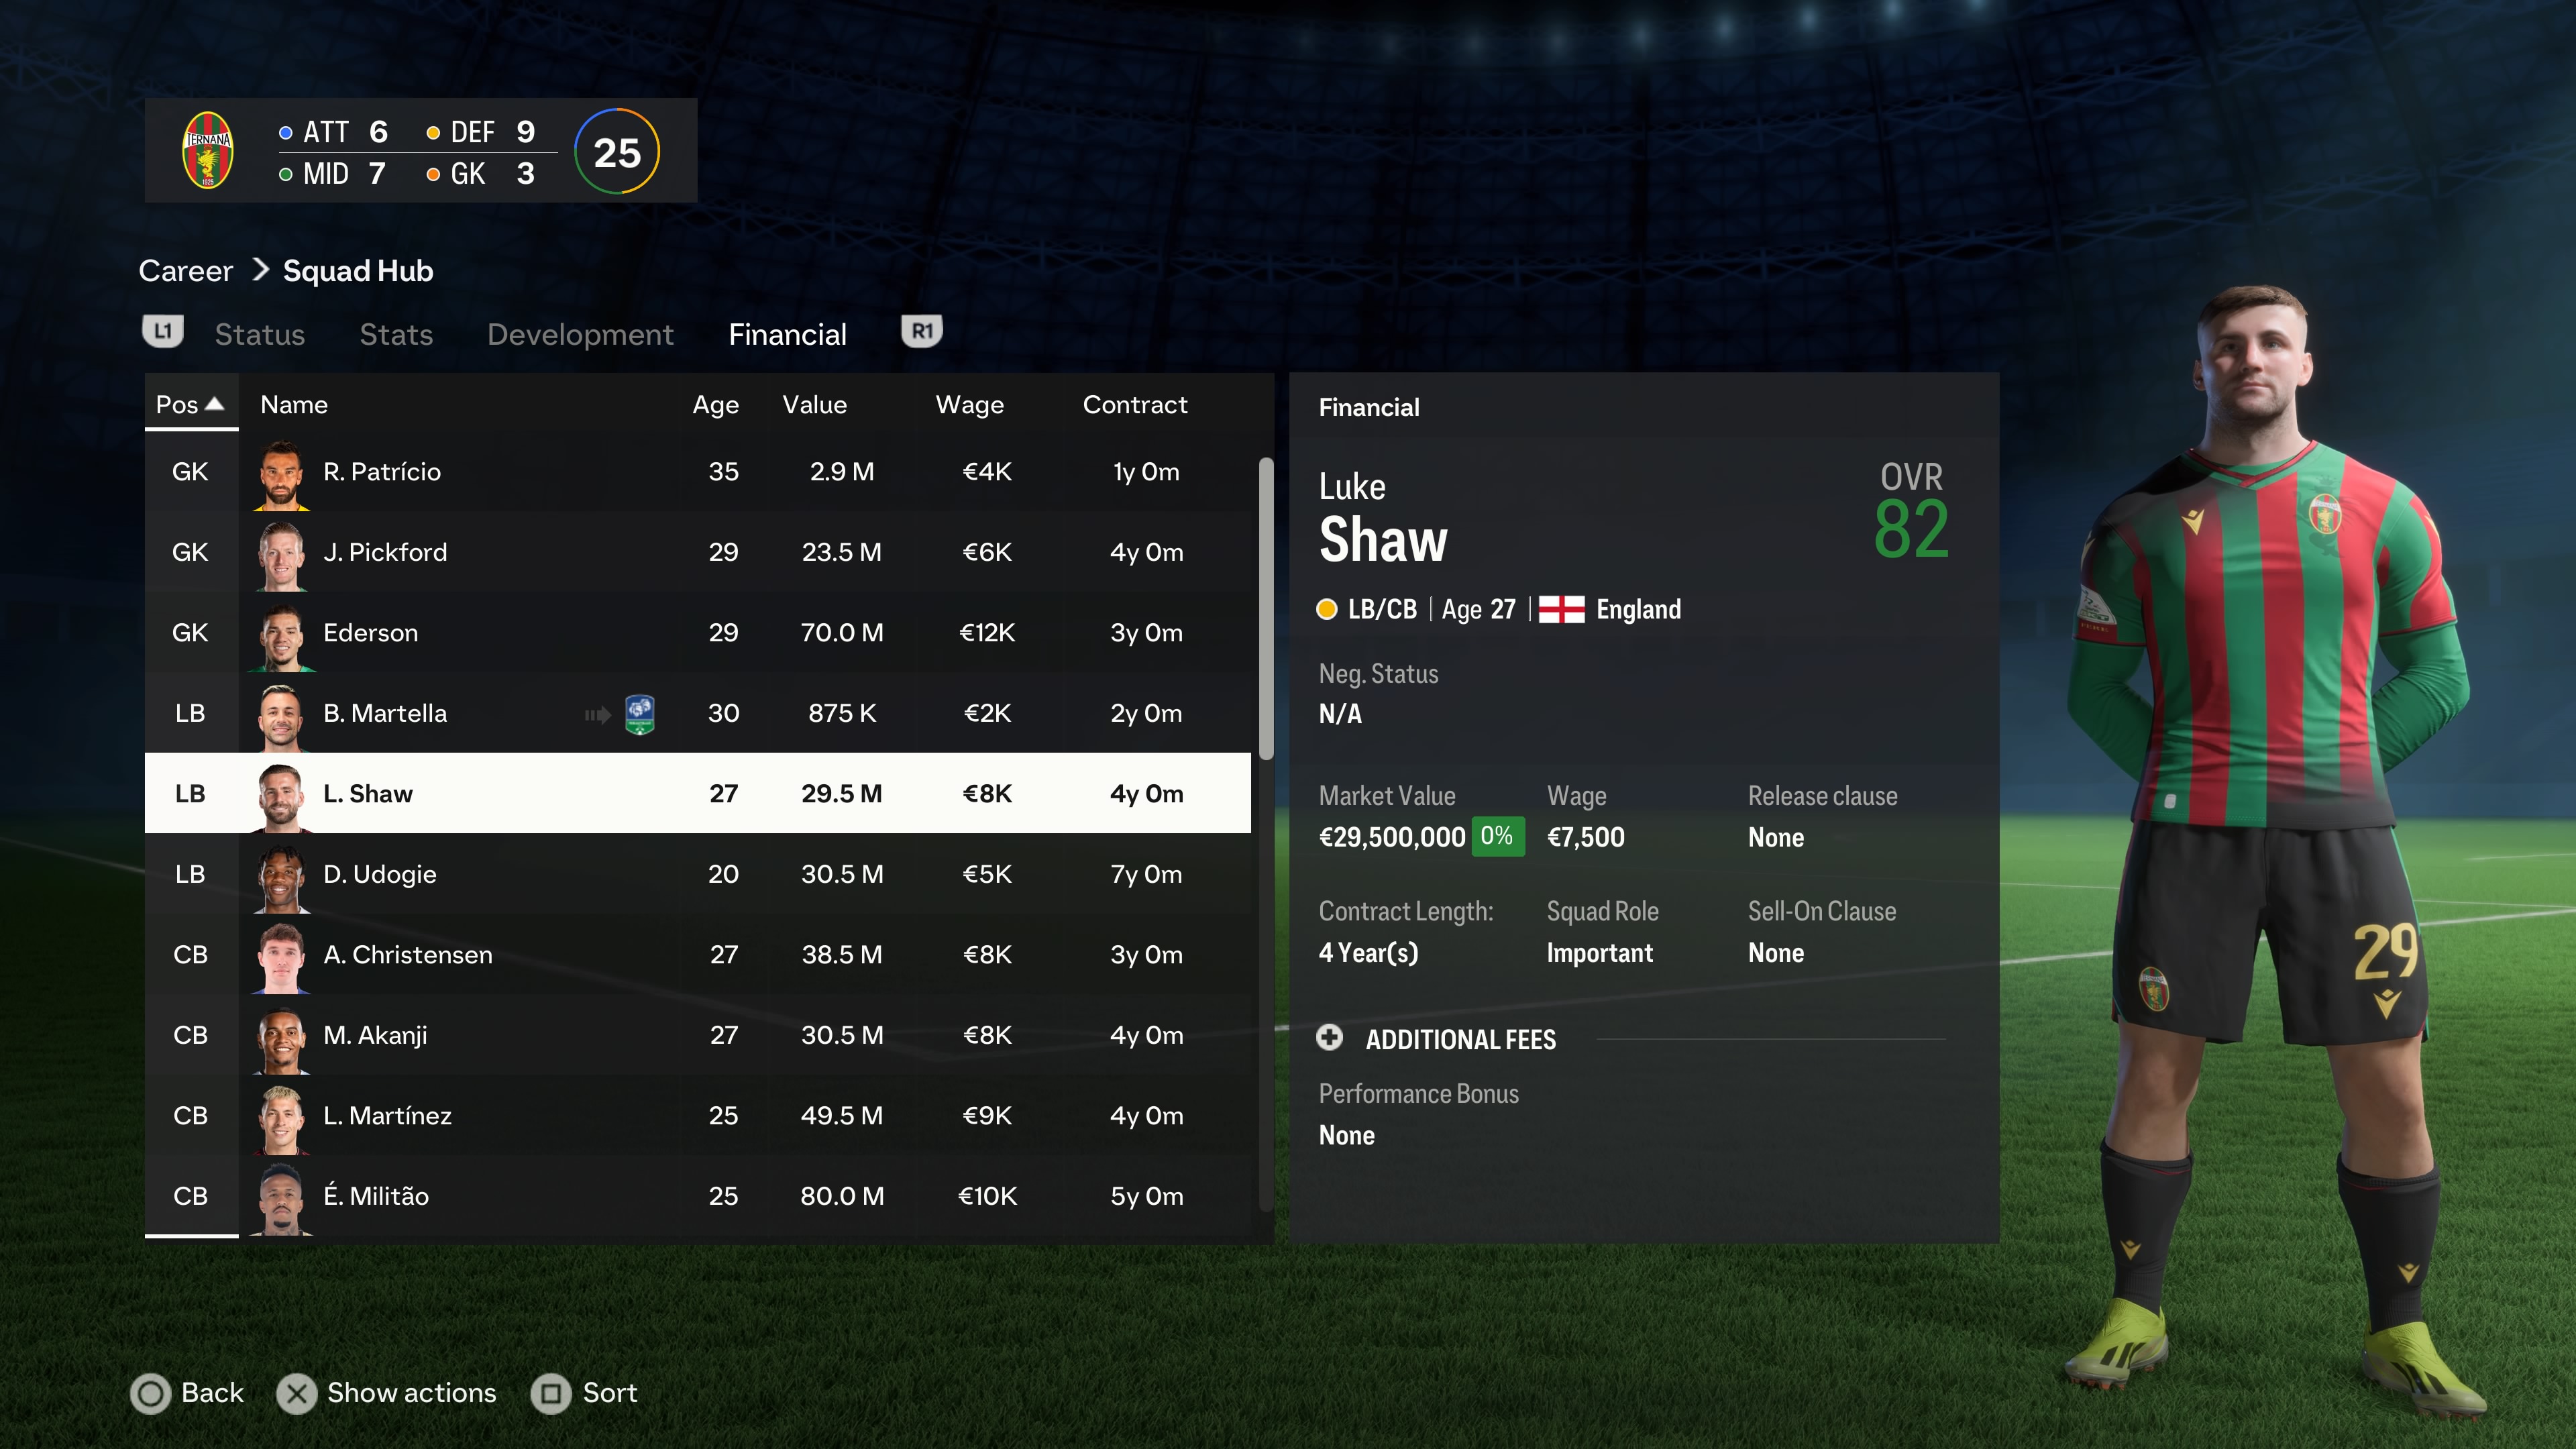 TERNANA
1925
ATT 6 DEF 9
MID 7 GK 3
25
Career > Squad Hub
L1 Status Stats Development Financial R1
Pos Name Age Value Wage Contract
GK R. Patrício 35 2.9 M €4K 1y 0m
GK J. Pickford 29 23.5 M €6K 4y 0m
GK Ederson 29 70.0 M €12K 3y 0m
LB B. Martella 30 875 K €2K 2y 0m
LB L. Shaw 27 29.5 M €8K 4y 0m
LB D. Udogie 20 30.5 M €5K 7y 0m
CB A. Christensen 27 38.5 M €8K 3y 0m
CB M. Akanji 27 30.5 M €8K 4y 0m
CB L. Martínez 25 49.5 M €9K 4y 0m
CB É. Militão 25 80.0 M €10K 5y 0m
Financial
Luke
Shaw
OVR
82
LB/CB | Age 27 | England
Neg. Status
N/A
Market Value Wage Release clause
€29,500,000 0% €7,500 None
Contract Length: Squad Role Sell-On Clause
4 Year(s) Important None
ADDITIONAL FEES
Performance Bonus
None
29
Back Show actions Sort